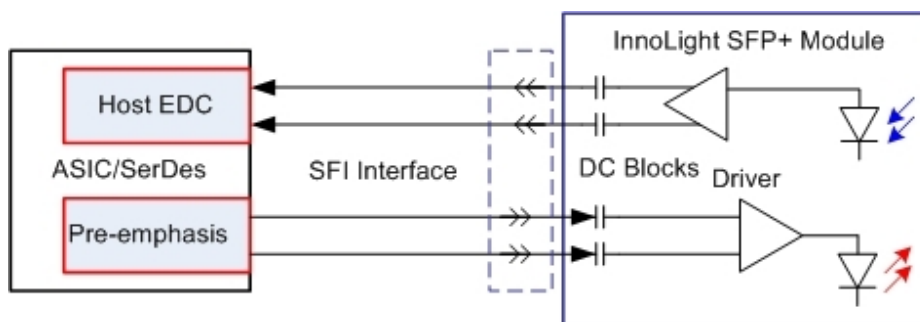 InnoLight SFP+ Module
Host EDC
ASIC/SerDes
SFI Interface
DC Blocks
Driver
Pre-emphasis